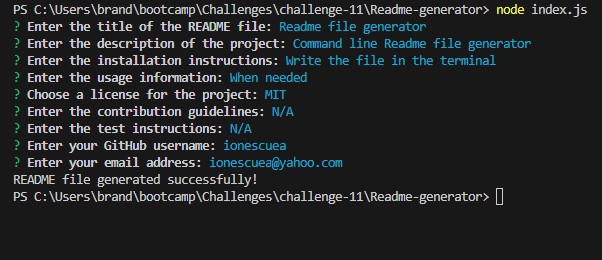 PS C:\Users\brand\bootcamp\Challenges\challenge-11\Readme-generator> node index.js
? Enter the title of the README file: Readme file generator
? Enter the description of the project: Command line Readme file generator
? Enter the installation instructions: Write the file in the terminal
? Enter the usage information: When needed
? Choose a license for the project: MIT
? Enter the contribution guidelines: N/A
? Enter the test instructions: N/A
? Enter your GitHub username: ionescuea
? Enter your email address: ionescuea@yahoo.com
README file generated successfully!
PS C:\Users\brand\bootcamp\Challenges\challenge-11\Readme-generator>